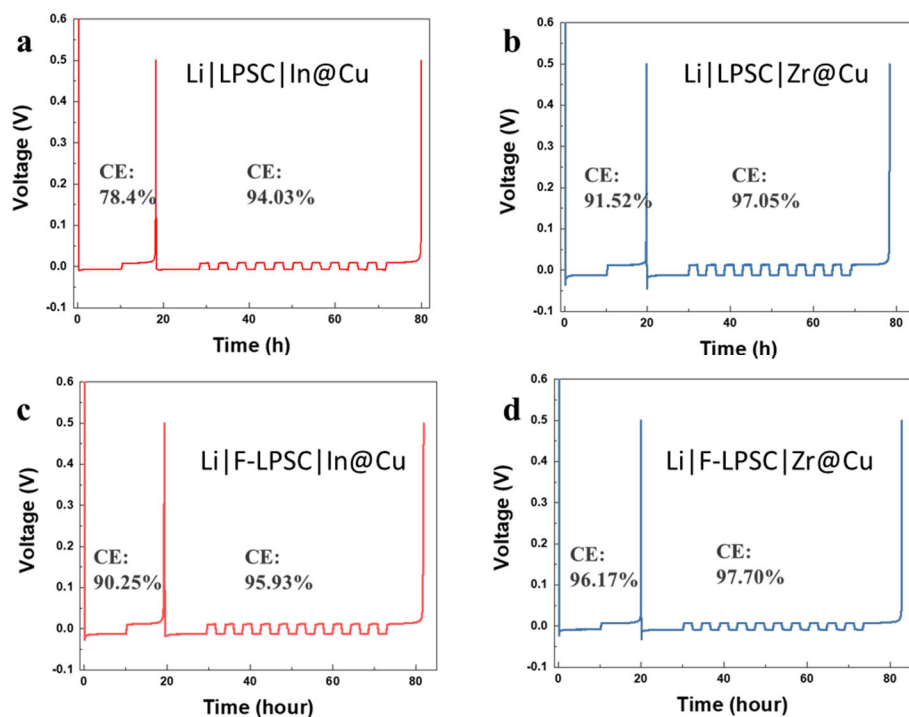 a
Li|LPSC|In@Cu
CE:
78.4%
CE:
94.03%
Voltage (V)
0.6
0.5
0.4
0.3
0.2
0.1
0.0
-0.1
0
20
40
60
80
Time (h)
b
Li|LPSC|Zr@Cu
CE:
91.52%
CE:
97.05%
Voltage (V)
0.6
0.5
0.4
0.3
0.2
0.1
0.0
-0.1
0
20
40
60
80
Time (h)
c
Li|F-LPSC|In@Cu
CE:
90.25%
CE:
95.93%
Voltage (V)
0.6
0.5
0.4
0.3
0.2
0.1
0.0
-0.1
0
20
40
60
80
Time (hour)
d
Li|F-LPSC|Zr@Cu
CE:
96.17%
CE:
97.70%
Voltage (V)
0.6
0.5
0.4
0.3
0.2
0.1
0.0
-0.1
0
20
40
60
80
Time (hour)